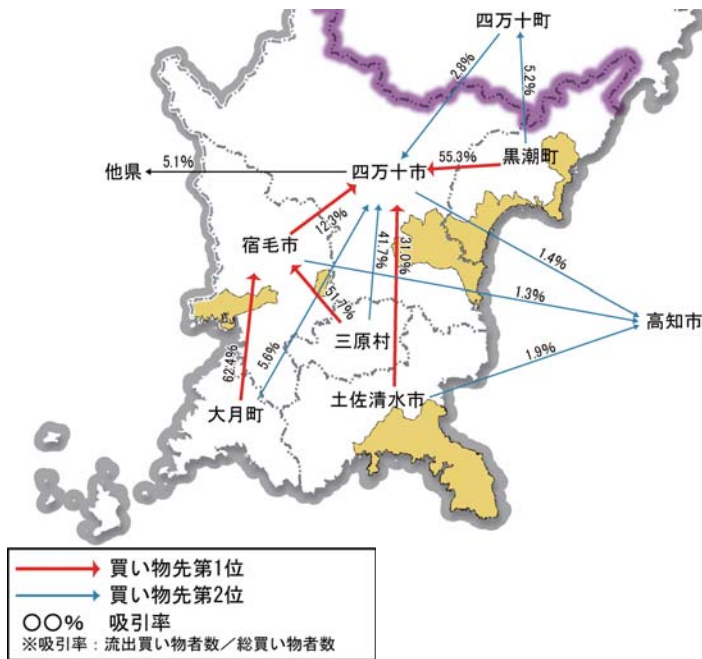 四万十町
2.8%
5.2%
他県
5.1%
四万十市
55.3%
黒潮町
12.3%
宿毛市
41.7%
31.0%
1.4%
1.3%
高知市
51.7%
三原村
1.9%
62.4%
5.6%
大月町
土佐清水市
買い物先第1位
買い物先第2位
○○% 吸引率
※吸引率：流出買い物者数／総買い物者数